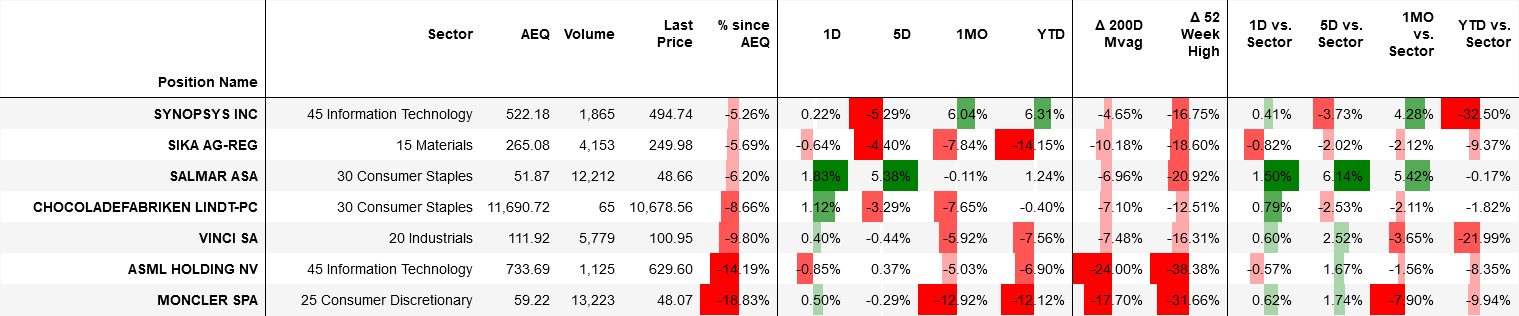 Position Name Sector AEQ Volume Last Price % since AEQ 1D 5D 1MO YTD Δ 200D Mvag Δ 52 Week High 1D vs. Sector 5D vs. Sector 1MO vs. Sector YTD vs. Sector
SYNOPSYS INC 45 Information Technology 522.18 1,865 494.74 -5.26% 0.22% -5.29% 6.04% 6.31% -4.65% -16.75% 0.41% -3.73% 4.28% -32.50%
SIKA AG-REG 15 Materials 265.08 4,153 249.98 -5.69% -0.64% -4.40% -7.84% -14.15% -10.18% -18.60% -0.82% -2.02% -2.12% -9.37%
SALMAR ASA 30 Consumer Staples 51.87 12,212 48.66 -6.20% 1.83% 5.38% -0.11% 1.24% -6.96% -20.92% 1.50% 6.14% 5.42% -0.17%
CHOCOLADEFABRIKEN LINDT-PC 30 Consumer Staples 11,690.72 65 10,678.56 -8.66% 1.12% -3.29% -7.65% -0.40% -7.10% -12.51% 0.79% -2.53% -2.11% -1.82%
VINCI SA 20 Industrials 111.92 5,779 100.95 -9.80% 0.40% -0.44% -5.92% -7.56% -7.48% -16.31% 0.60% 2.52% -3.65% -21.99%
ASML HOLDING NV 45 Information Technology 733.69 1,125 629.60 -14.19% -0.85% 0.37% -5.03% -6.90% -24.00% -38.38% -0.57% 1.67% -1.56% -8.35%
MONCLER SPA 25 Consumer Discretionary 59.22 13,223 48.07 -18.83% 0.50% -0.29% -12.92% -12.12% -17.70% -31.66% 0.62% 1.74% -7.90% -9.94%